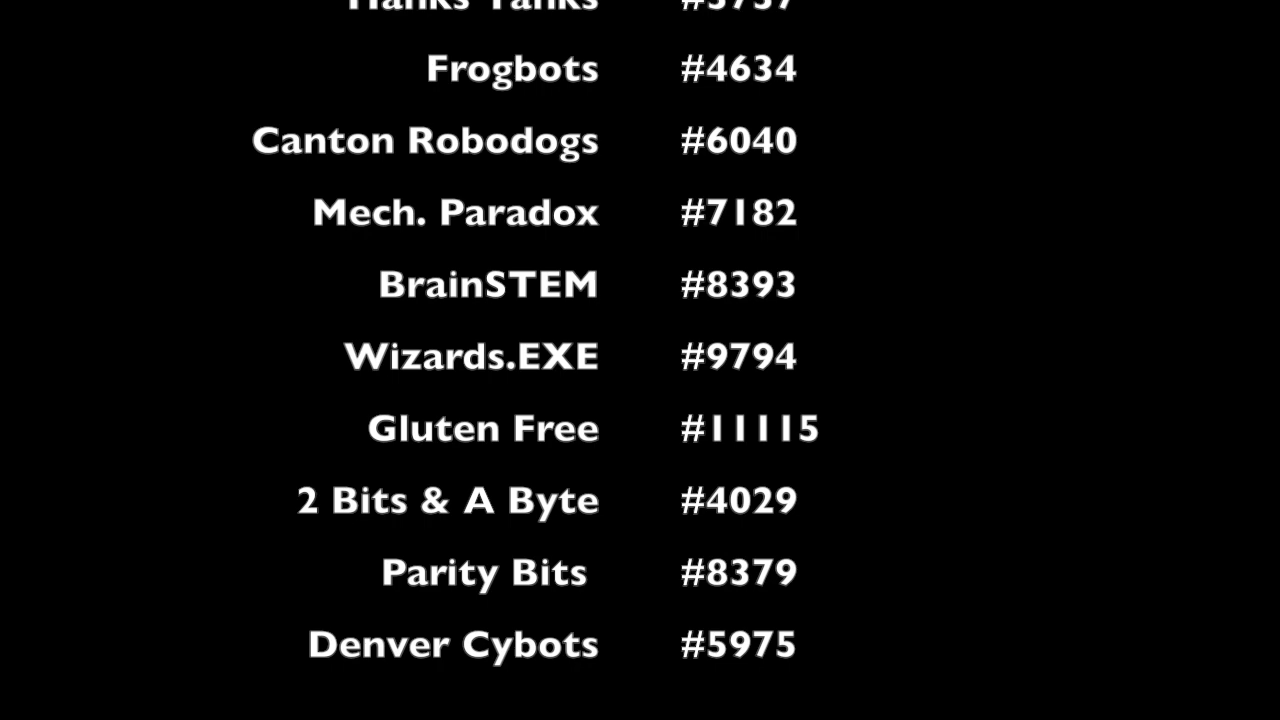 Frogbots #4634
Canton Robodogs #6040
Mech. Paradox #7182
BrainSTEM #8393
Wizards.EXE #9794
Gluten Free #11115
2 Bits & A Byte #4029
Parity Bits #8379
Denver Cybots #5975